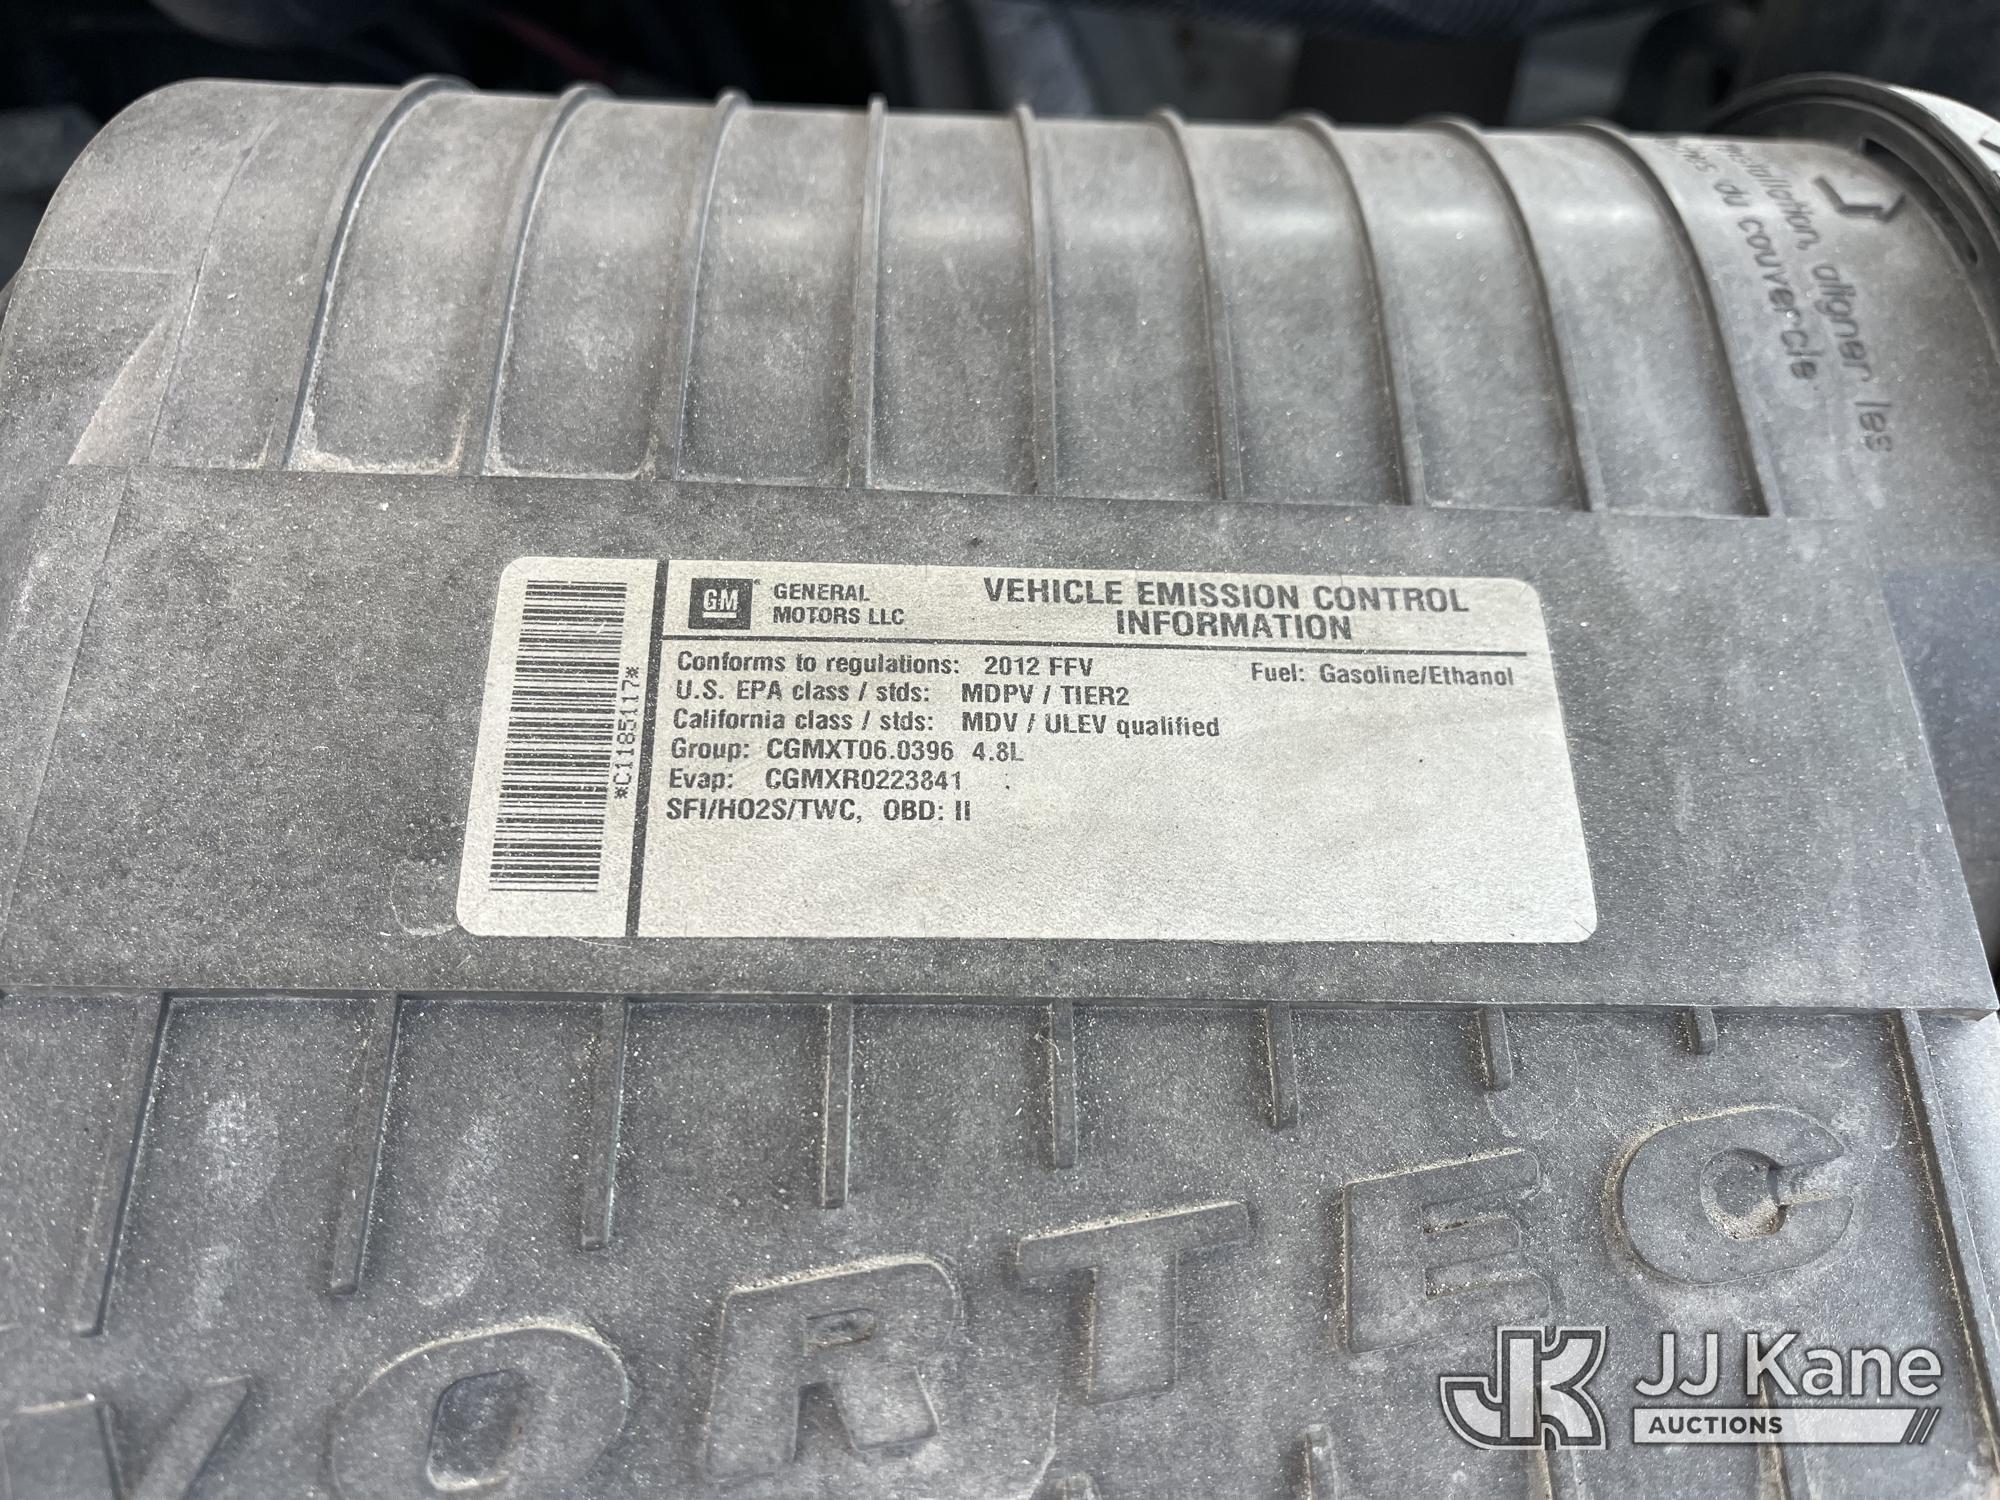 du couvercle.
aligner les
GM GENERAL MOTORS LLC
VEHICLE EMISSION CONTROL INFORMATION
Conforms to regulations: 2012 FFV
Fuel: Gasoline/Ethanol
U.S. EPA class / stds: MDPV / TIER2
California class / stds: MDV / ULEV qualified
Group: CGMXT06.0396 4.8L
Evap: CGMXR0223841
SFI/HO2S/TWC, OBD: II
*C1185117*
VORTEC
JK JJ Kane
AUCTIONS